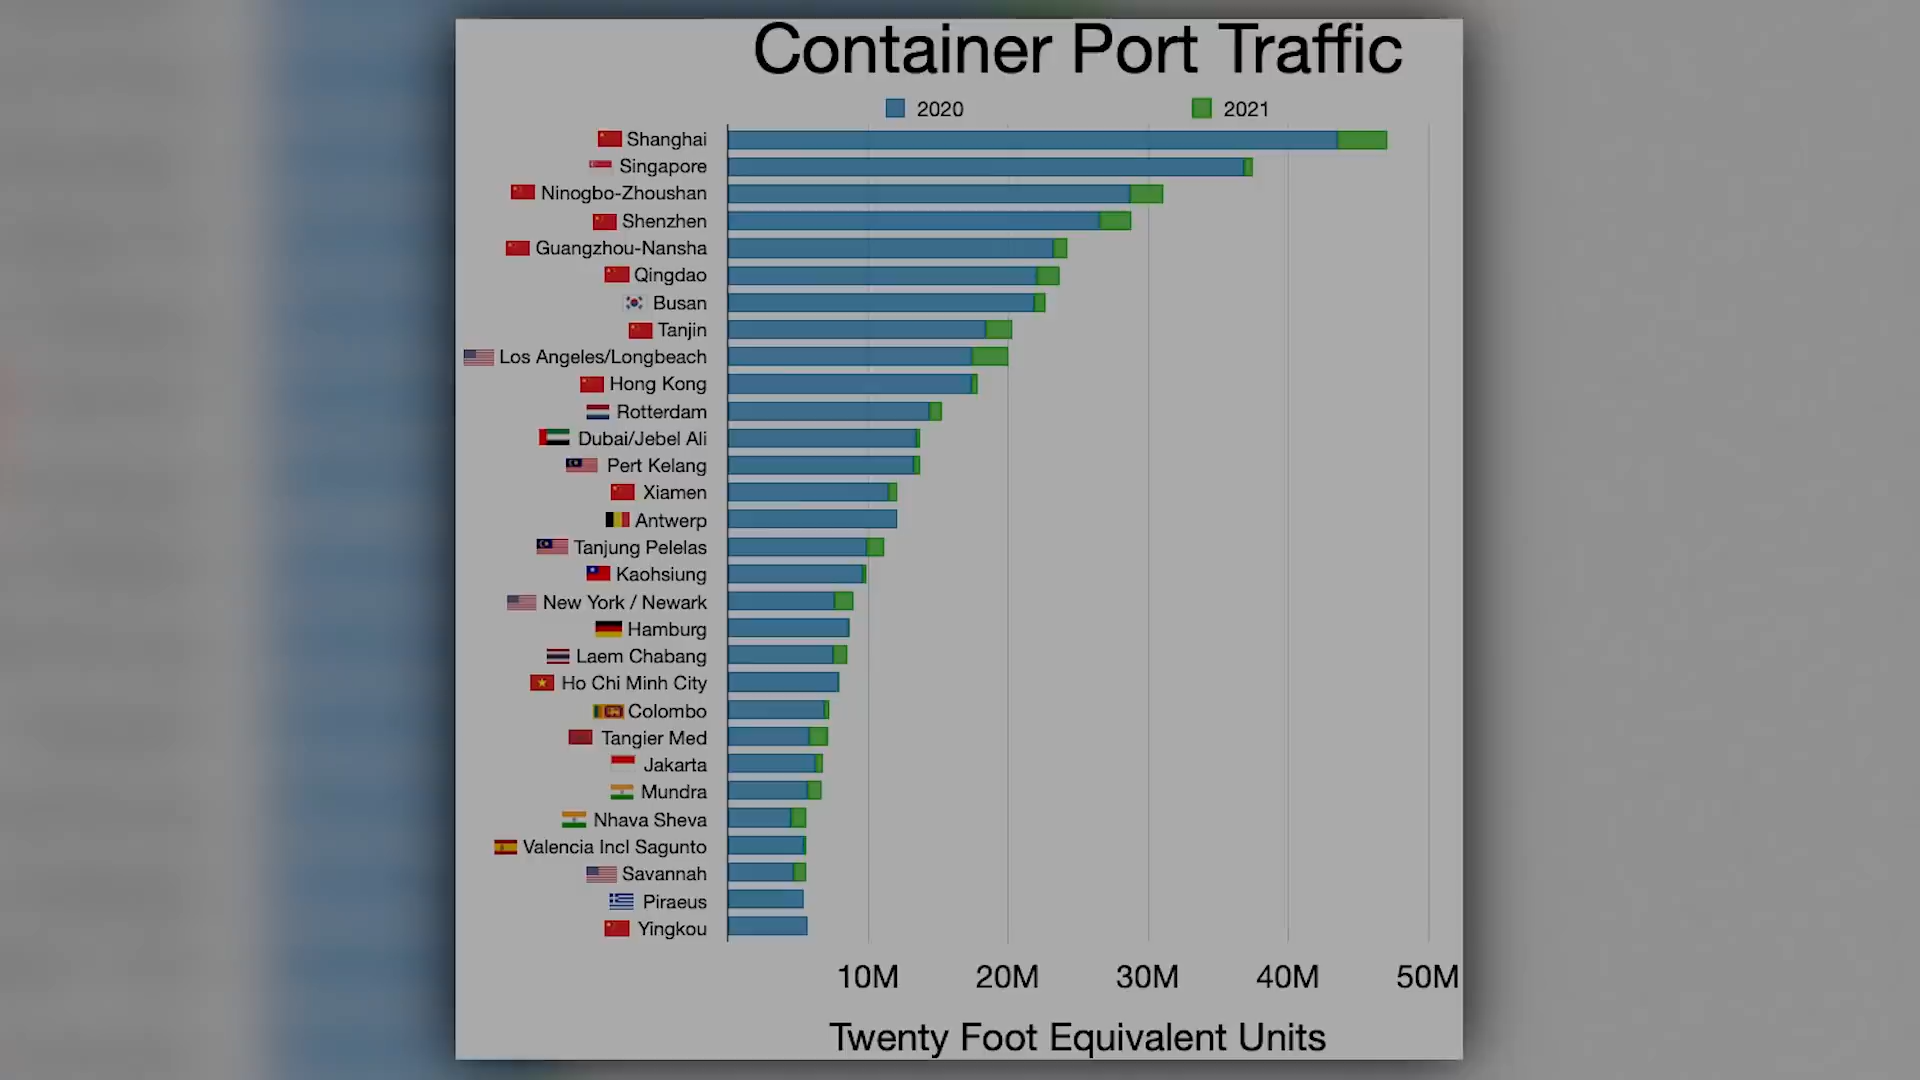 Container Port Traffic
2020 2021
Shanghai
Singapore
Ninogbo-Zhoushan
Shenzhen
Guangzhou-Nansha
Qingdao
Busan
Tanjin
Los Angeles/Longbeach
Hong Kong
Rotterdam
Dubai/Jebel Ali
Pert Kelang
Xiamen
Antwerp
Tanjung Pelelas
Kaohsiung
New York / Newark
Hamburg
Laem Chabang
Ho Chi Minh City
Colombo
Tangier Med
Jakarta
Mundra
Nhava Sheva
Valencia Incl Sagunto
Savannah
Piraeus
Yingkou
10M 20M 30M 40M 50M
Twenty Foot Equivalent Units